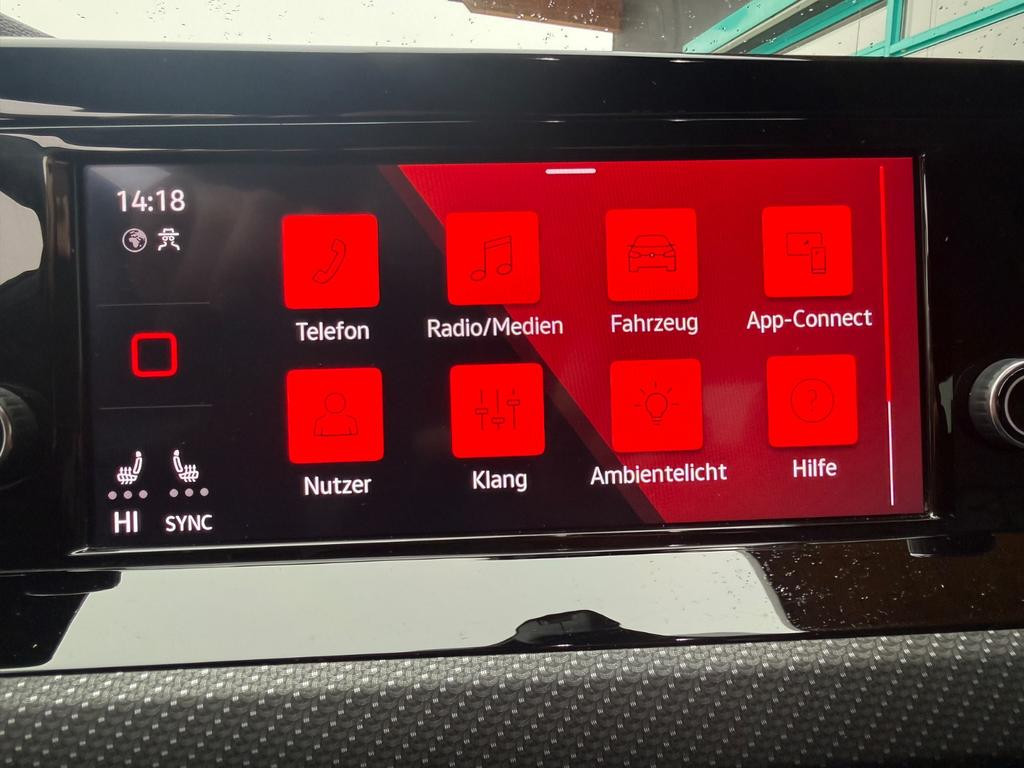 14:18
Telefon
Radio/Medien
Fahrzeug
App-Connect
Nutzer
Klang
Ambientelicht
Hilfe
HI
SYNC